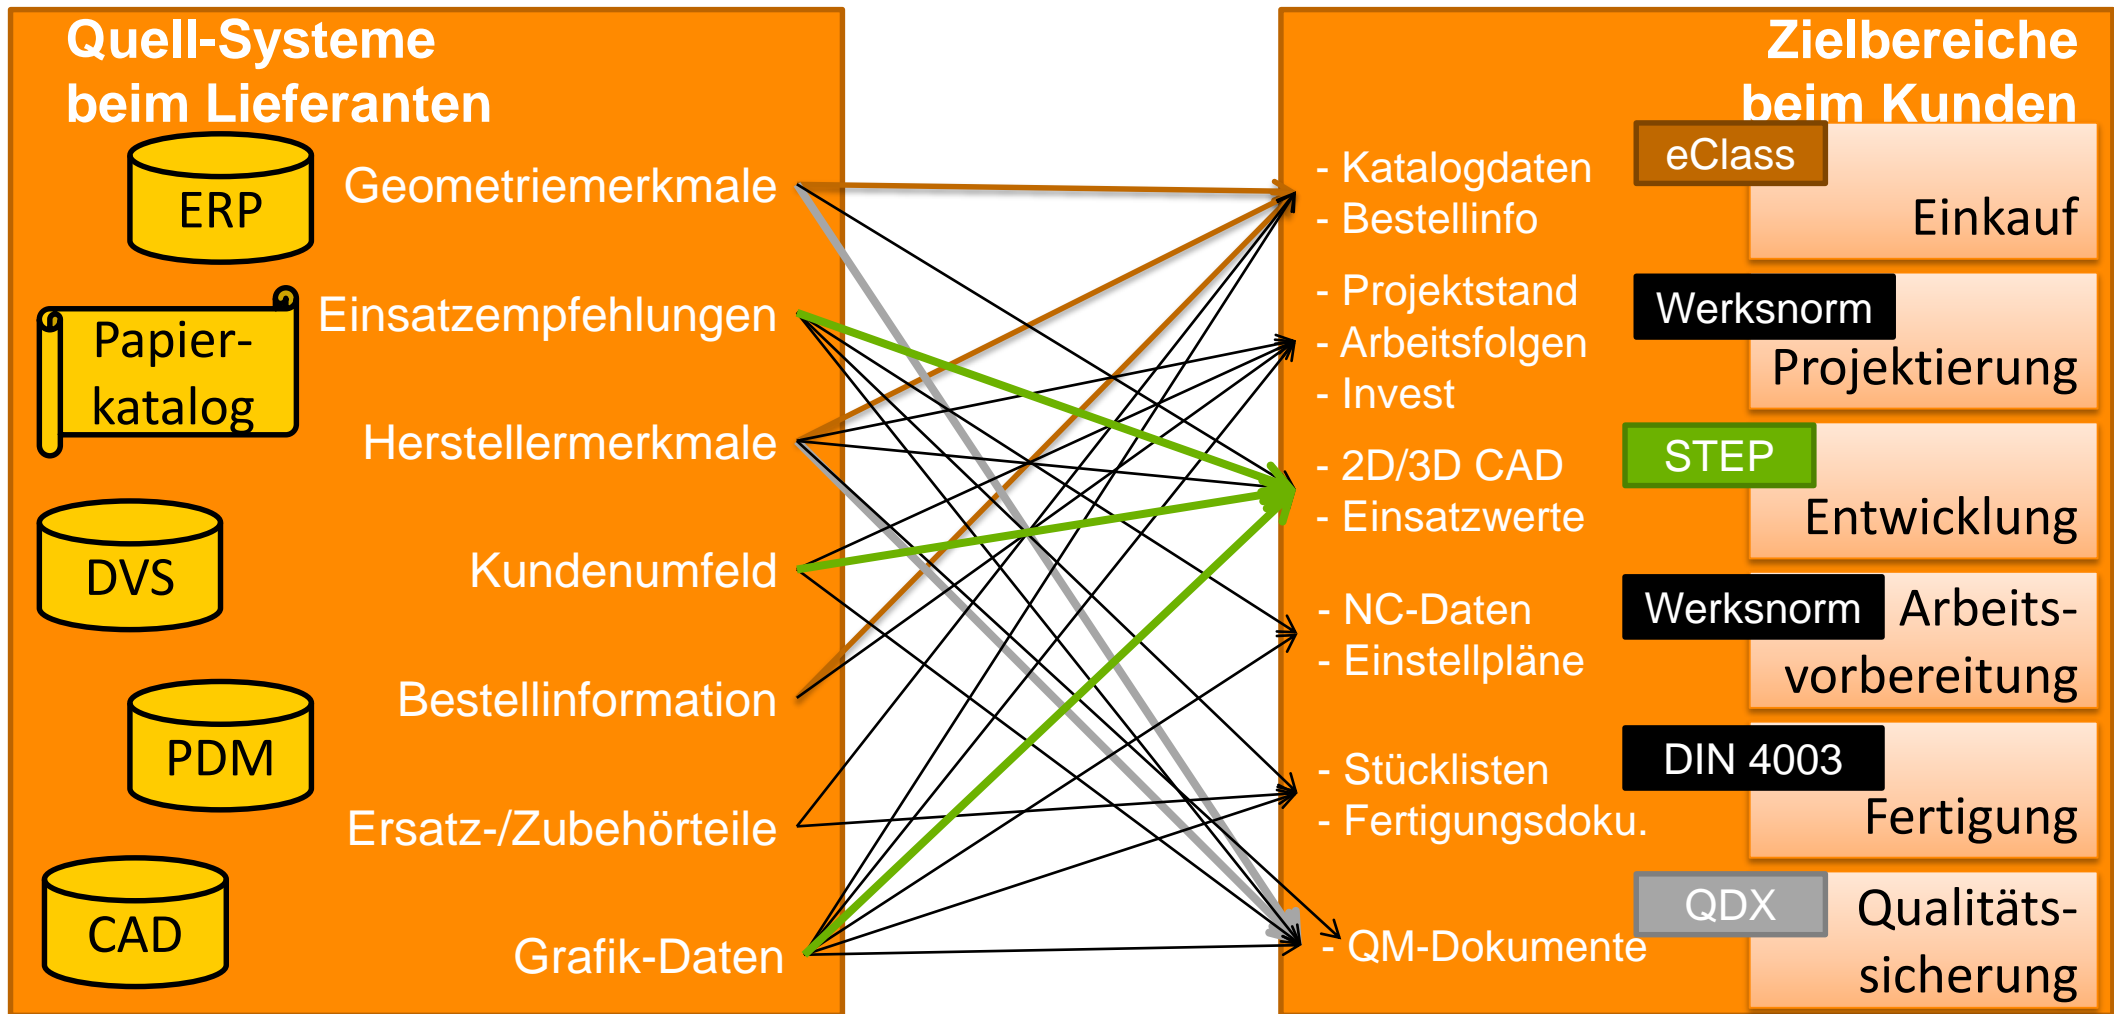 Quell-Systeme
beim Lieferanten
ERP
Papier-
katalog
DVS
PDM
CAD
Geometriemerkmale
Einsatzempfehlungen
Herstellermerkmale
Kundenumfeld
Bestellinformation
Ersatz-/Zubehörteile
Grafik-Daten
Zielbereiche
beim Kunden
- Katalogdaten
- Bestellinfo
eClass
Einkauf
- Projektstand
- Arbeitsfolgen
- Invest
Werksnorm
Projektierung
- 2D/3D CAD
- Einsatzwerte
STEP
Entwicklung
- NC-Daten
- Einstellpläne
Werksnorm
Arbeits-
vorbereitung
- Stücklisten
- Fertigungsdoku.
DIN 4003
Fertigung
- QM-Dokumente
QDX
Qualitäts-
sicherung